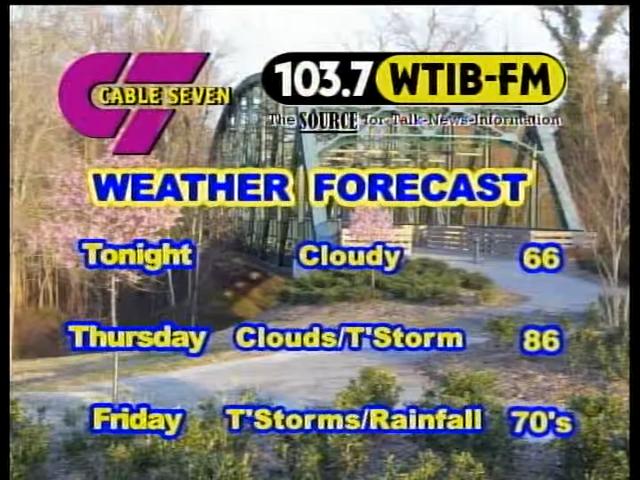 CABLE SEVEN
103.7 WTIB-FM
The SOURCE for Talk-News-Information
WEATHER FORECAST
Tonight Cloudy 66
Thursday Clouds/T'Storm 86
Friday T'Storms/Rainfall 70's